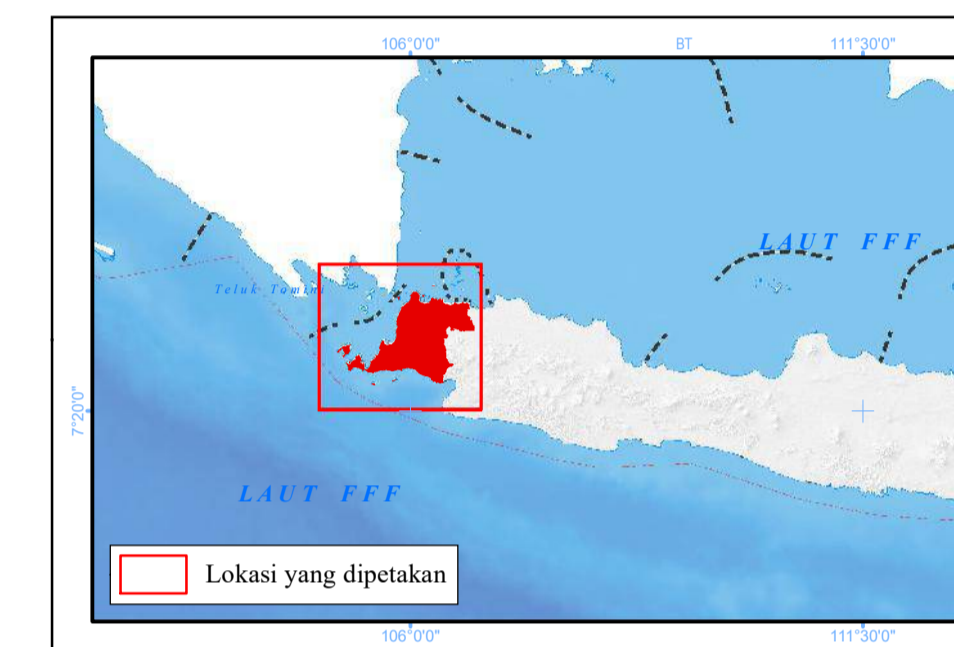 106°0'0" BT 111°30'0"
LAUT FFF
Teluk Tomini
7°20'0"
LAUT FFF
Lokasi yang dipetakan
106°0'0" 111°30'0"